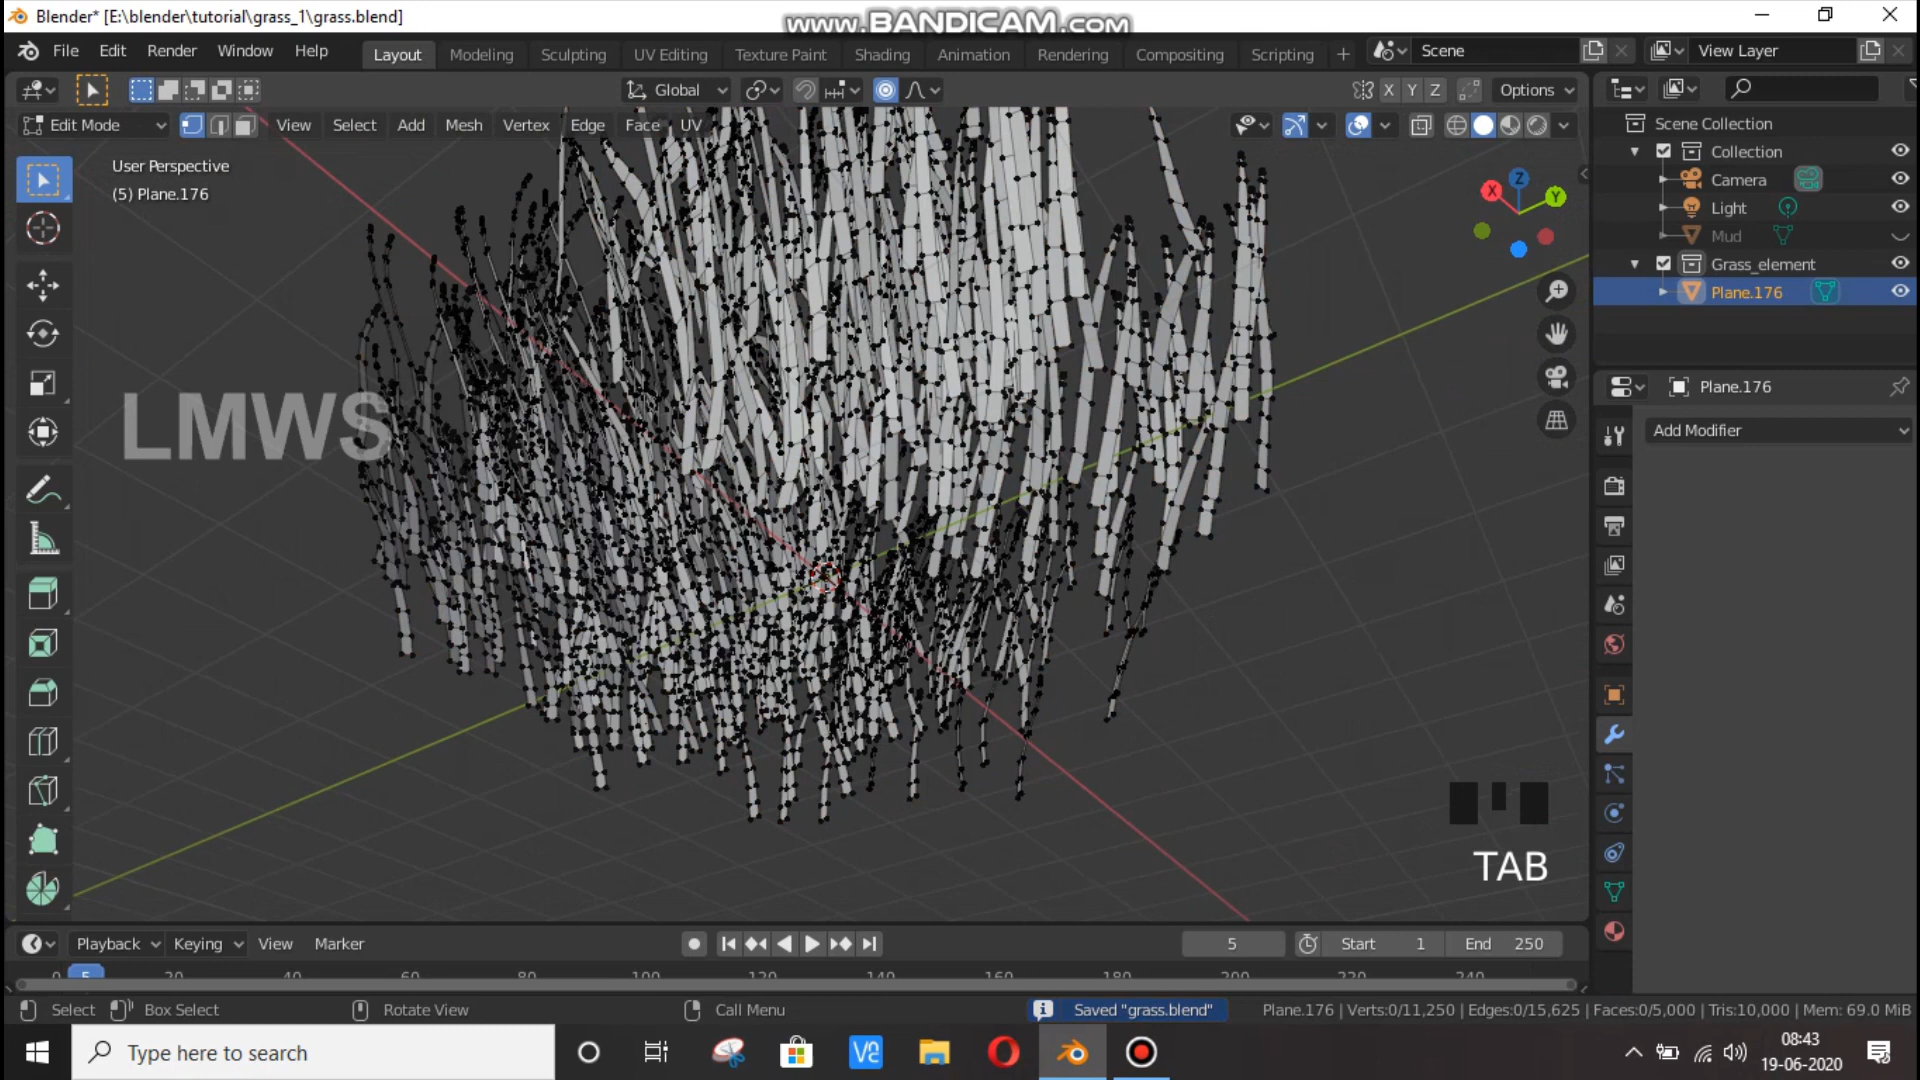 Blender* [E:\blender\tutorial\grass_1\grass.blend]
www.BANDICAM.com
File Edit Render Window Help Layout Modeling Sculpting UV Editing Texture Paint Shading Animation Rendering Compositing Scripting + Scene View Layer
Global X Y Z Options
Edit Mode View Select Add Mesh Vertex Edge Face UV
User Perspective
(5) Plane.176
X Y Z
Scene Collection
Collection
Camera
Light
Mud
Grass_element
Plane.176
Plane.176
Add Modifier
LMWS
TAB
Playback Keying View Marker 5 Start 1 End 250
0 5 20 40 60 80 100 120 140 160 180 200 220 240
Select Box Select Rotate View Call Menu Saved "grass.blend" Plane.176 | Verts:0/11,250 | Edges:0/15,625 | Faces:0/5,000 | Tris:10,000 | Mem: 69.0 MiB
Type here to search
08:43
19-06-2020